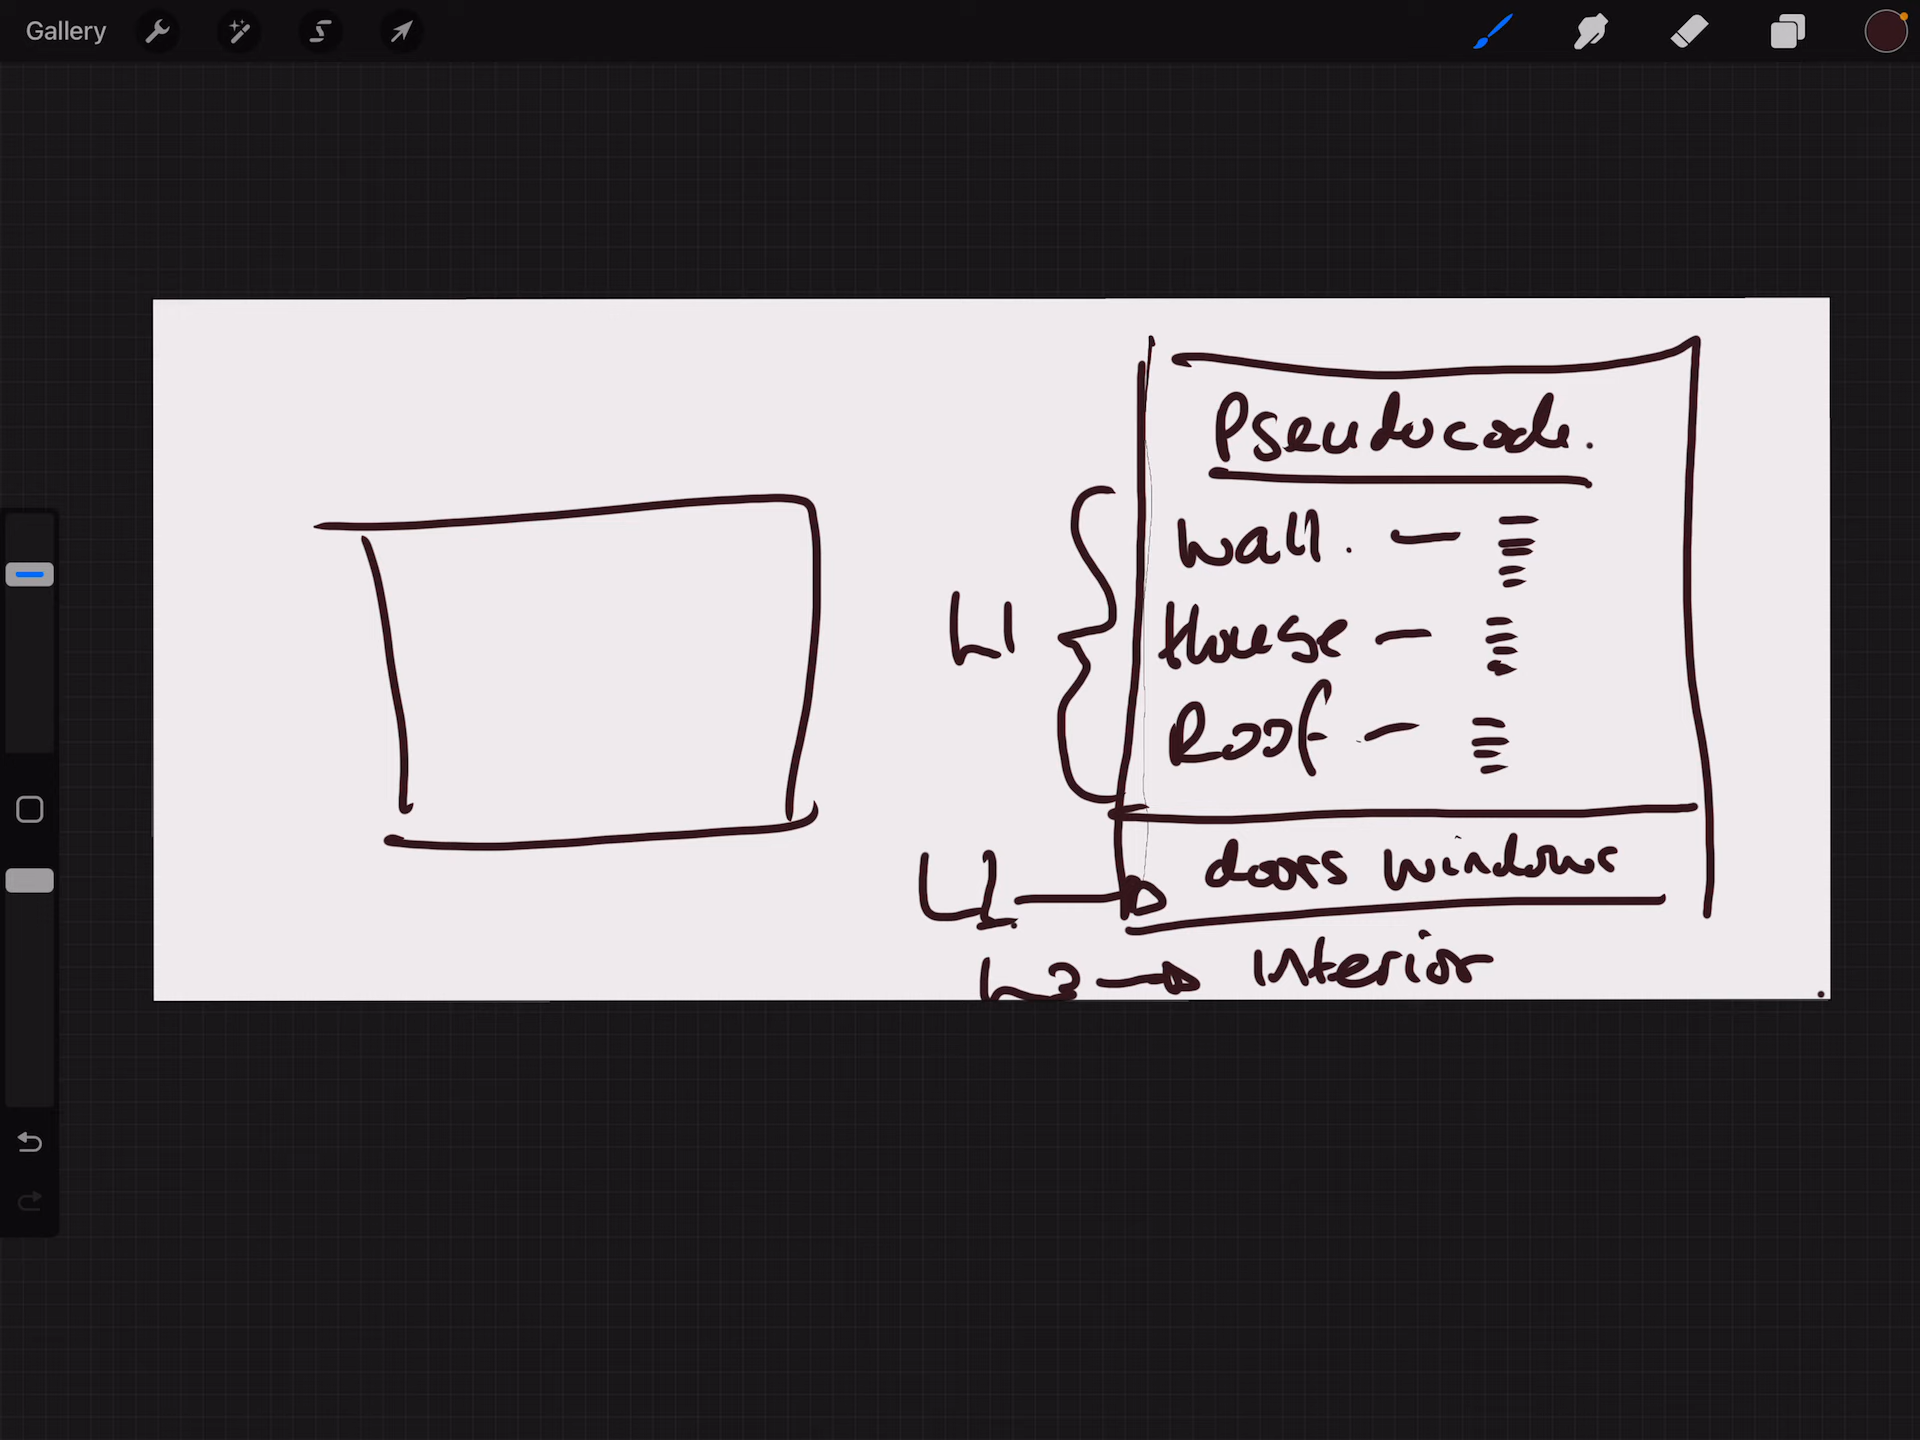 Gallery
Pseudocode.
L1
Wall. —
House —
Roof —
L2 doors windows
L3 Interior